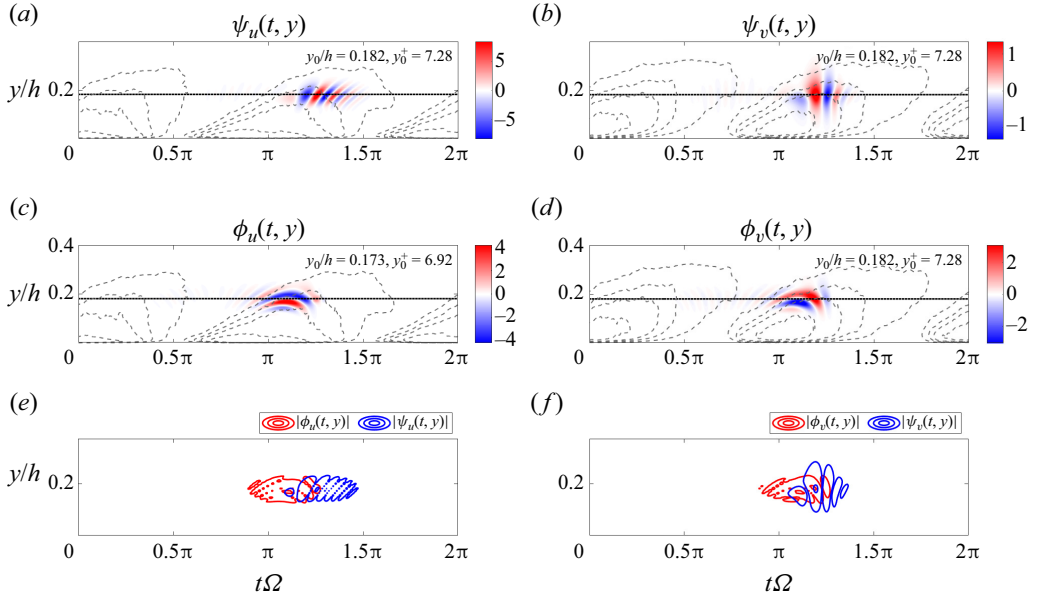 (a) ψu(t, y)
(b) ψv(t, y)
y0/h = 0.182, y0+ = 7.28
5
0
−5
y0/h = 0.182, y0+ = 7.28
1
0
−1
y/h 0.2
0.2
0 0.5π π 1.5π 2π
0 0.5π π 1.5π 2π
(c) ϕu(t, y)
(d) ϕv(t, y)
0.4
y0/h = 0.173, y0+ = 6.92
4
2
0
−2
−4
0.4
y0/h = 0.182, y0+ = 7.28
2
0
−2
y/h 0.2
0.2
0 0.5π π 1.5π 2π
0 0.5π π 1.5π 2π
(e)
(f)
|ϕu(t, y)| |ψu(t, y)|
|ϕv(t, y)| |ψv(t, y)|
y/h 0.2
0.2
0 0.5π π 1.5π 2π
0 0.5π π 1.5π 2π
tΩ
tΩ